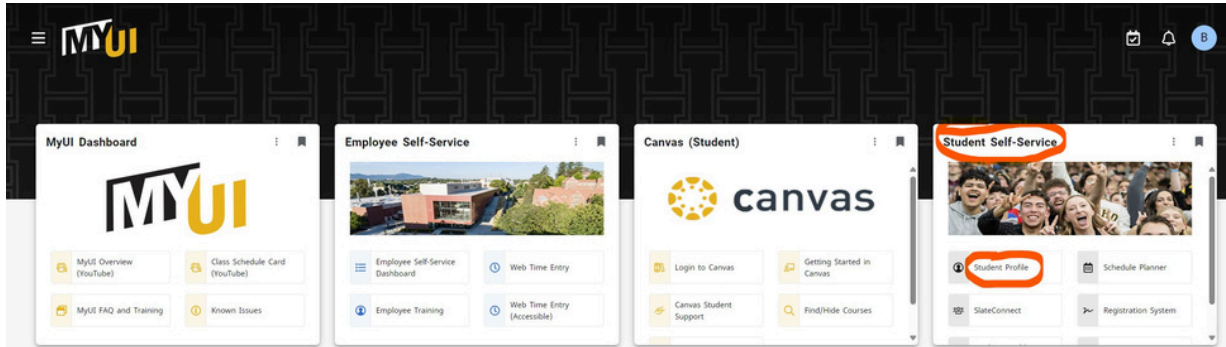 MYUI
B
MyUI Dashboard
MYUI
MyUI Overview
(YouTube)
Class Schedule Card
(YouTube)
MyUI FAQ and Training
Known Issues
Employee Self-Service
Employee Self-Service
Dashboard
Web Time Entry
Employee Training
Web Time Entry
(Accessible)
Canvas (Student)
canvas
Login to Canvas
Getting Started in
Canvas
Canvas Student
Support
Find/Hide Courses
Student Self-Service
Student Profile
Schedule Planner
SlateConnect
Registration System